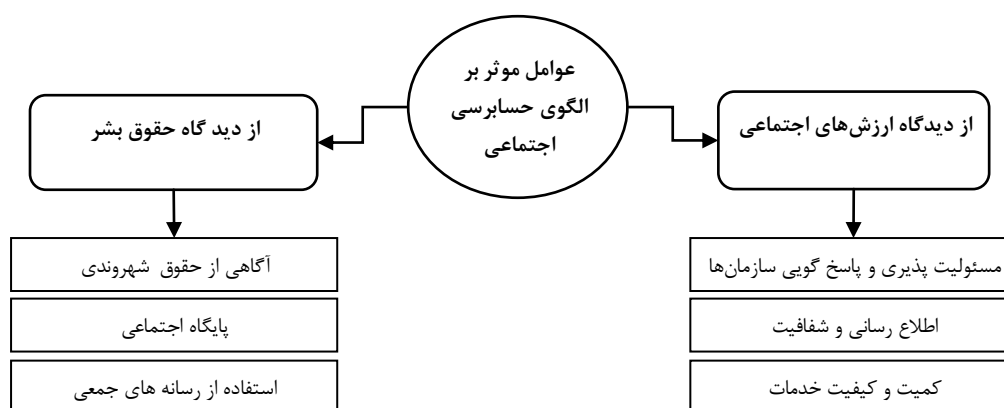 عوامل موثر بر
الگوی حسابرسی
اجتماعی
از دیدگاه ارزش‌های اجتماعی
مسئولیت پذیری و پاسخ گویی سازمان‌ها
اطلاع رسانی و شفافیت
کمیت و کیفیت خدمات
از دید گاه حقوق بشر
آگاهی از حقوق شهروندی
پایگاه اجتماعی
استفاده از رسانه های جمعی